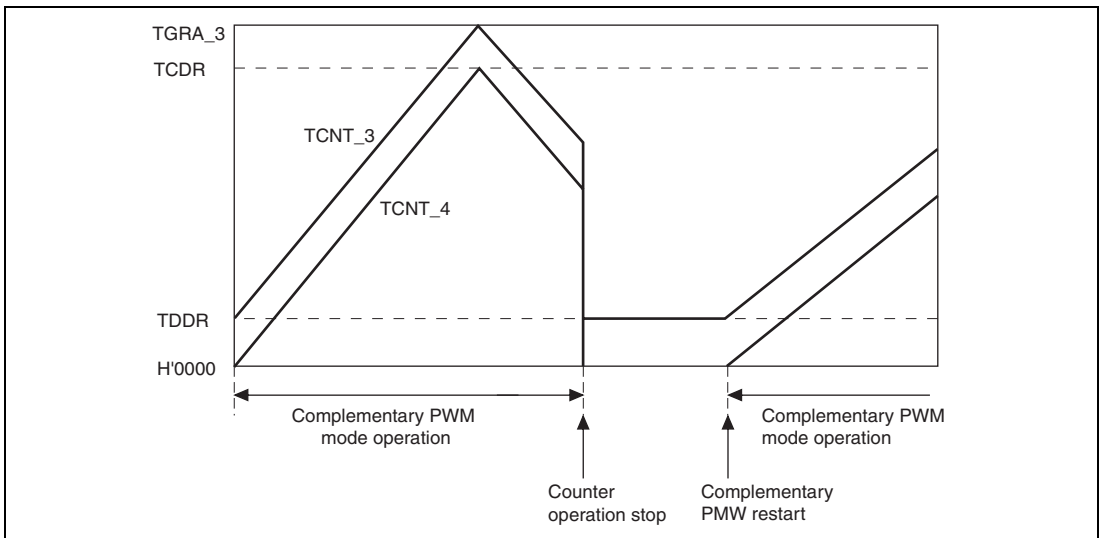 TGRA_3
TCDR
TCNT_3
TCNT_4
TDDR
H'0000
Complementary PWM
mode operation
Complementary PWM
mode operation
Counter
operation stop
Complementary
PMW restart